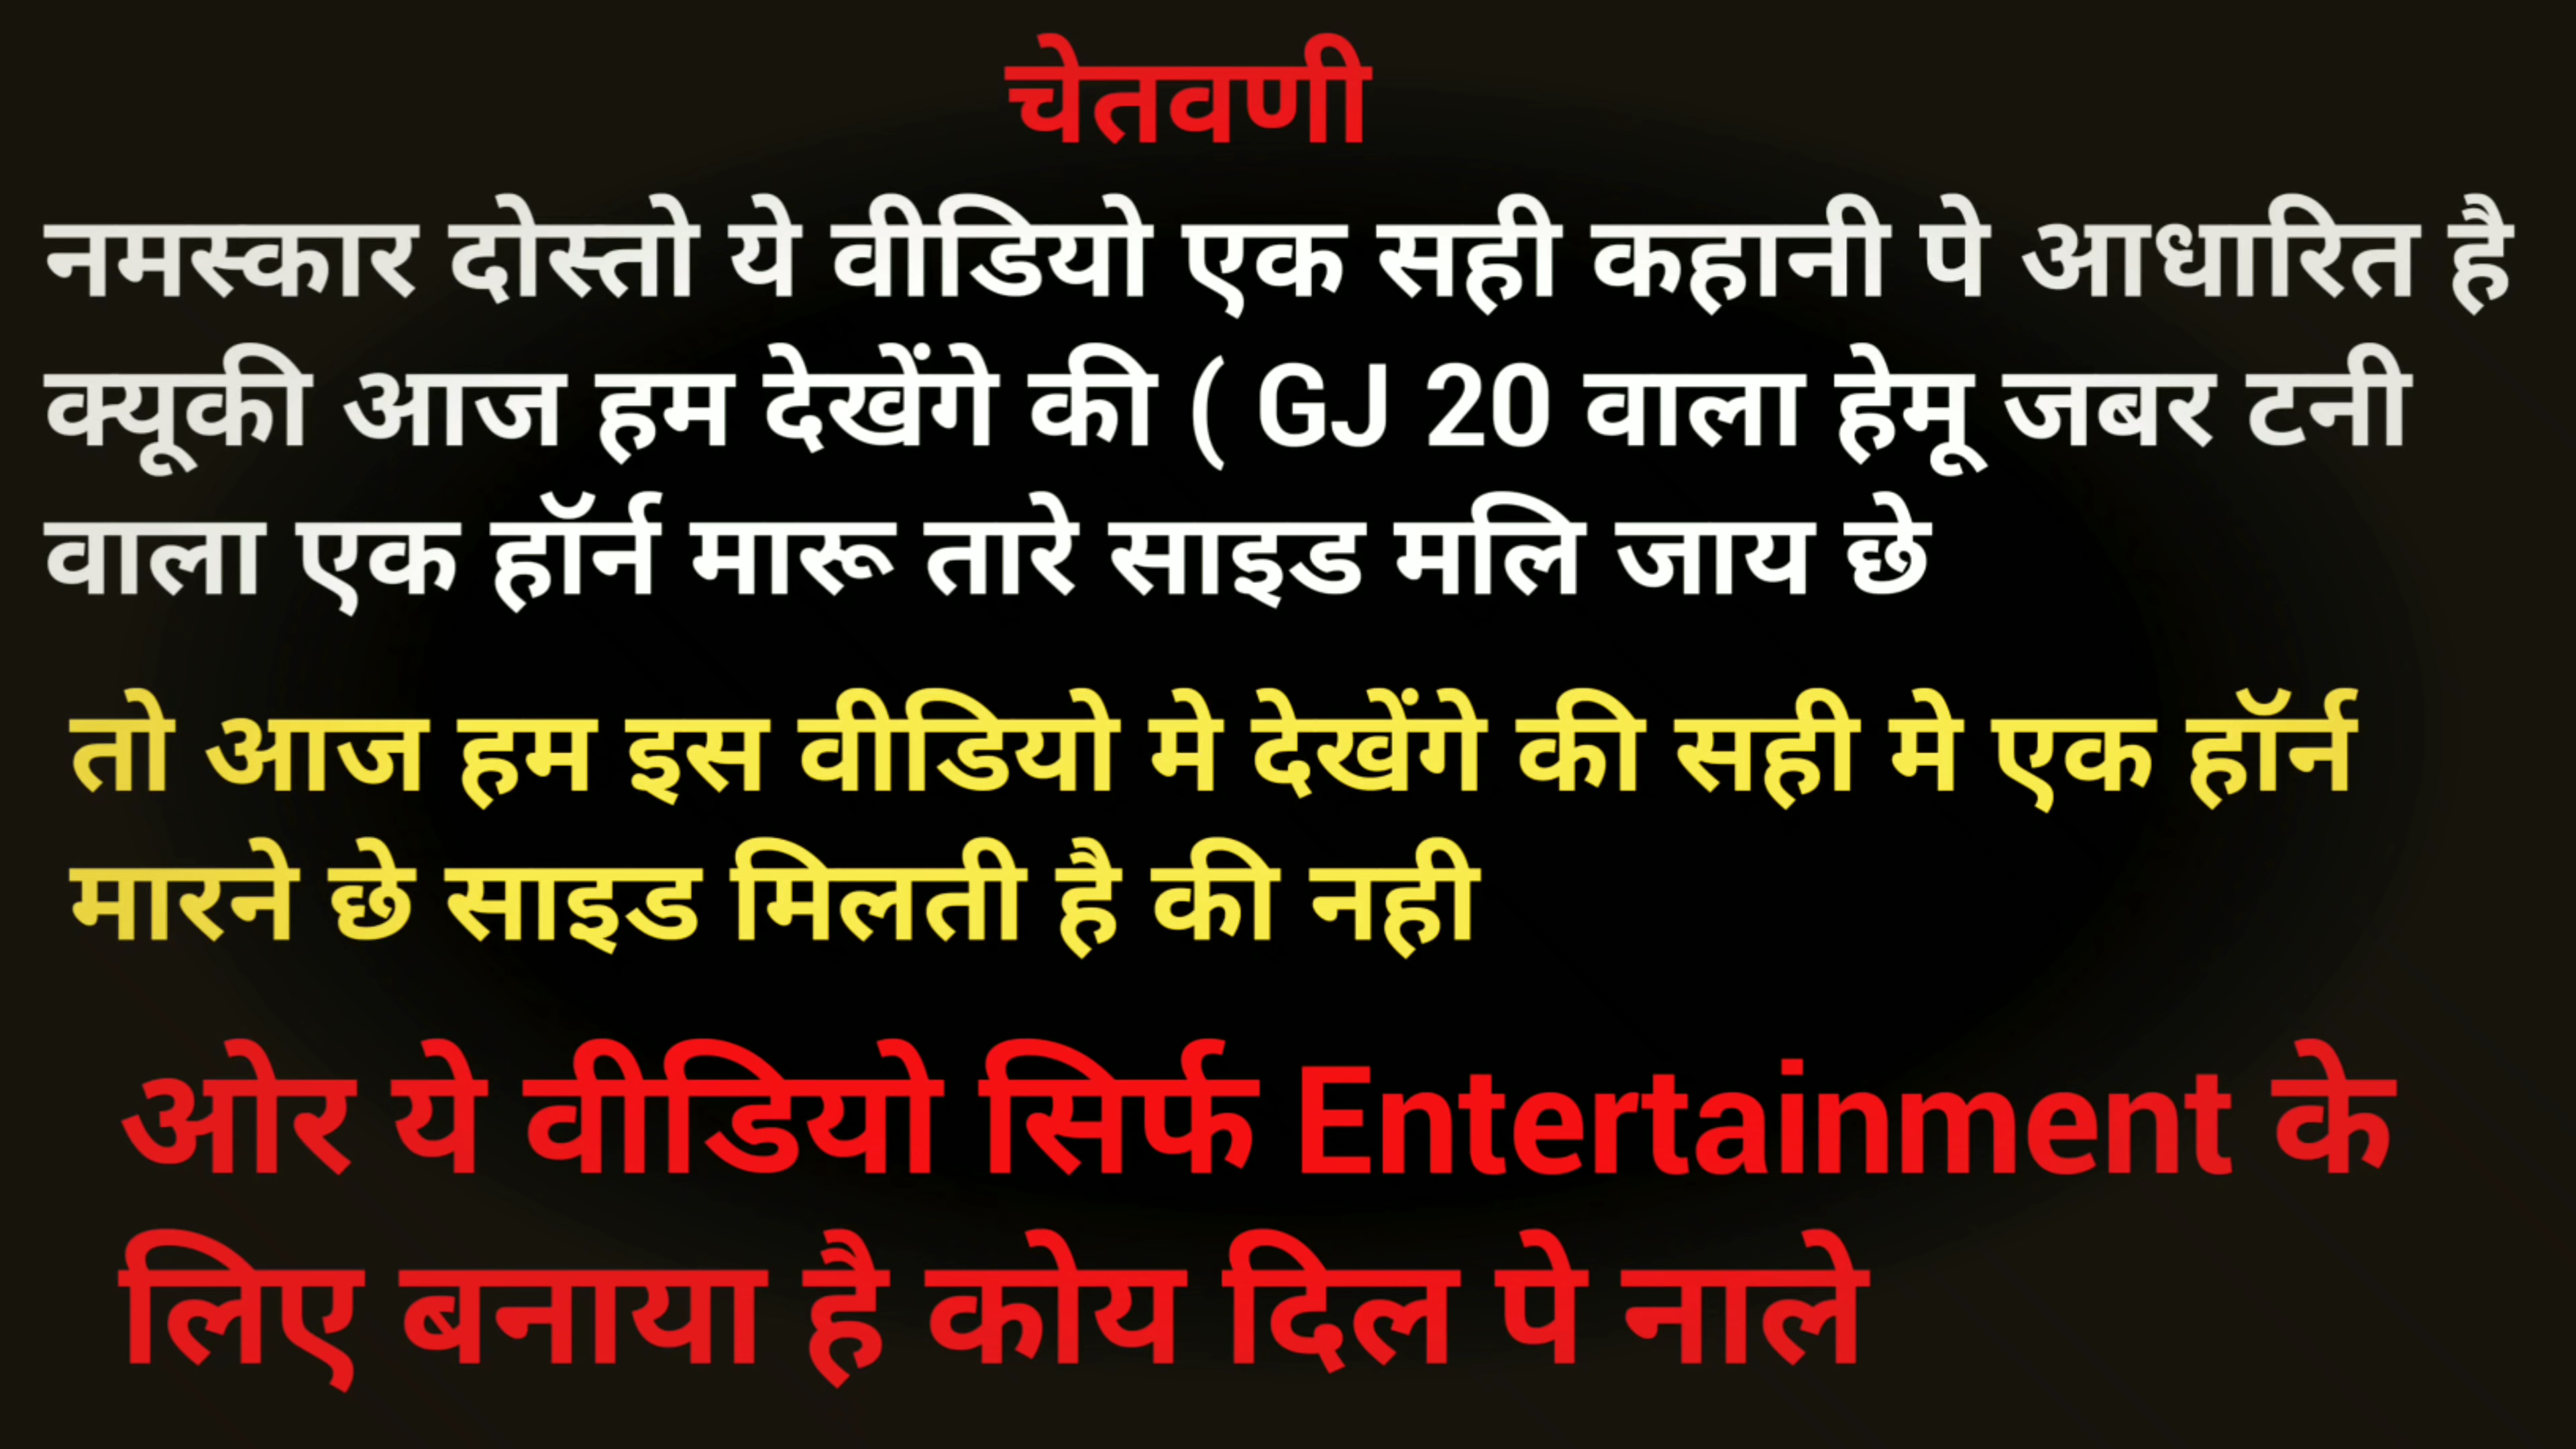 चेतवणी
नमस्कार दोस्तो ये वीडियो एक सही कहानी पे आधारित है
क्यूकी आज हम देखेंगे की ( GJ 20 वाला हेमू जबर टनी
वाला एक हॉर्न मारू तारे साइड मलि जाय छे
तो आज हम इस वीडियो मे देखेंगे की सही मे एक हॉर्न
मारने छे साइड मिलती है की नही
ओर ये वीडियो सिर्फ Entertainment के
लिए बनाया है कोय दिल पे नाले